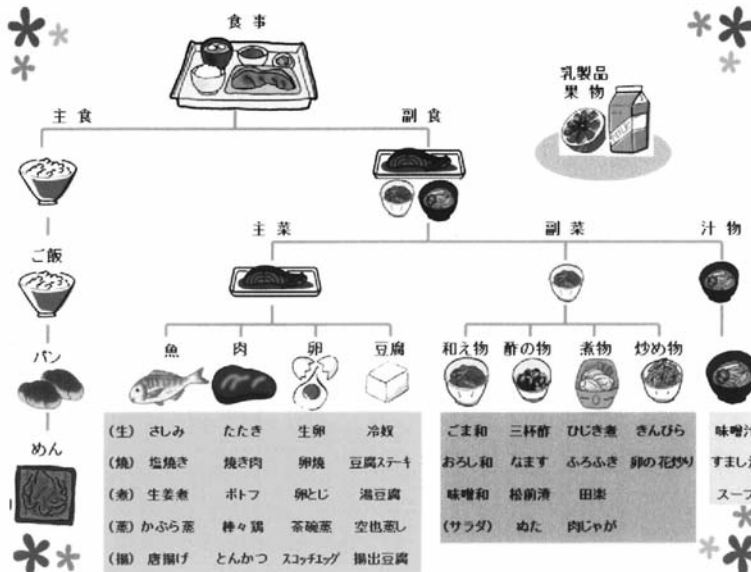 食事
乳製品
果物
主食
副食
主菜
副菜
汁物
ご飯
魚 肉 卵 豆腐 和え物 酢の物 煮物 炒め物
パン
(生) さしみ たたき 生卵 冷奴 ごま和 三杯酢 ひじき煮 きんぴら 味噌汁
めん
(焼) 塩焼き 焼き肉 卵焼 豆腐ステーキ おろし和 なます ふろふき 卵の花炒り すまし
(煮) 生姜煮 ポトフ 卵とじ 湯豆腐 味噌和 松前漬 田楽 スープ
(蒸) かぶら蒸 棒々鶏 茶碗蒸 空也蒸し (サラダ) ぬた 肉じゃが
(揚) 唐揚げ とんかつ スコッチエッグ 揚出豆腐